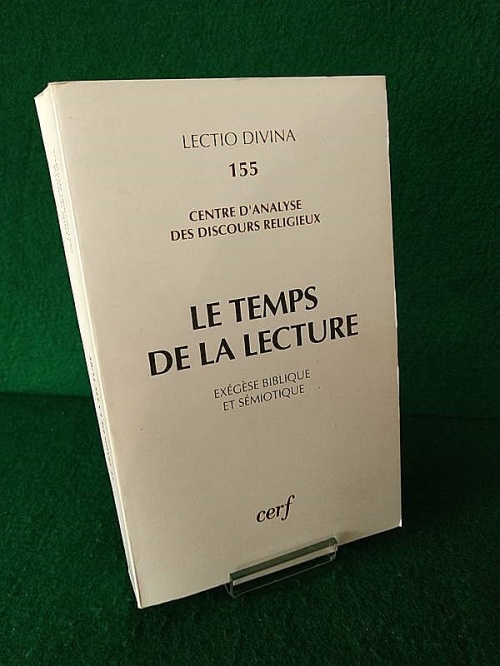 LECTIO DIVINA
155
CENTRE D'ANALYSE
DES DISCOURS RELIGIEUX
LE TEMPS
DE LA LECTURE
EXÉGÈSE BIBLIQUE
ET SÉMIOTIQUE
cerf